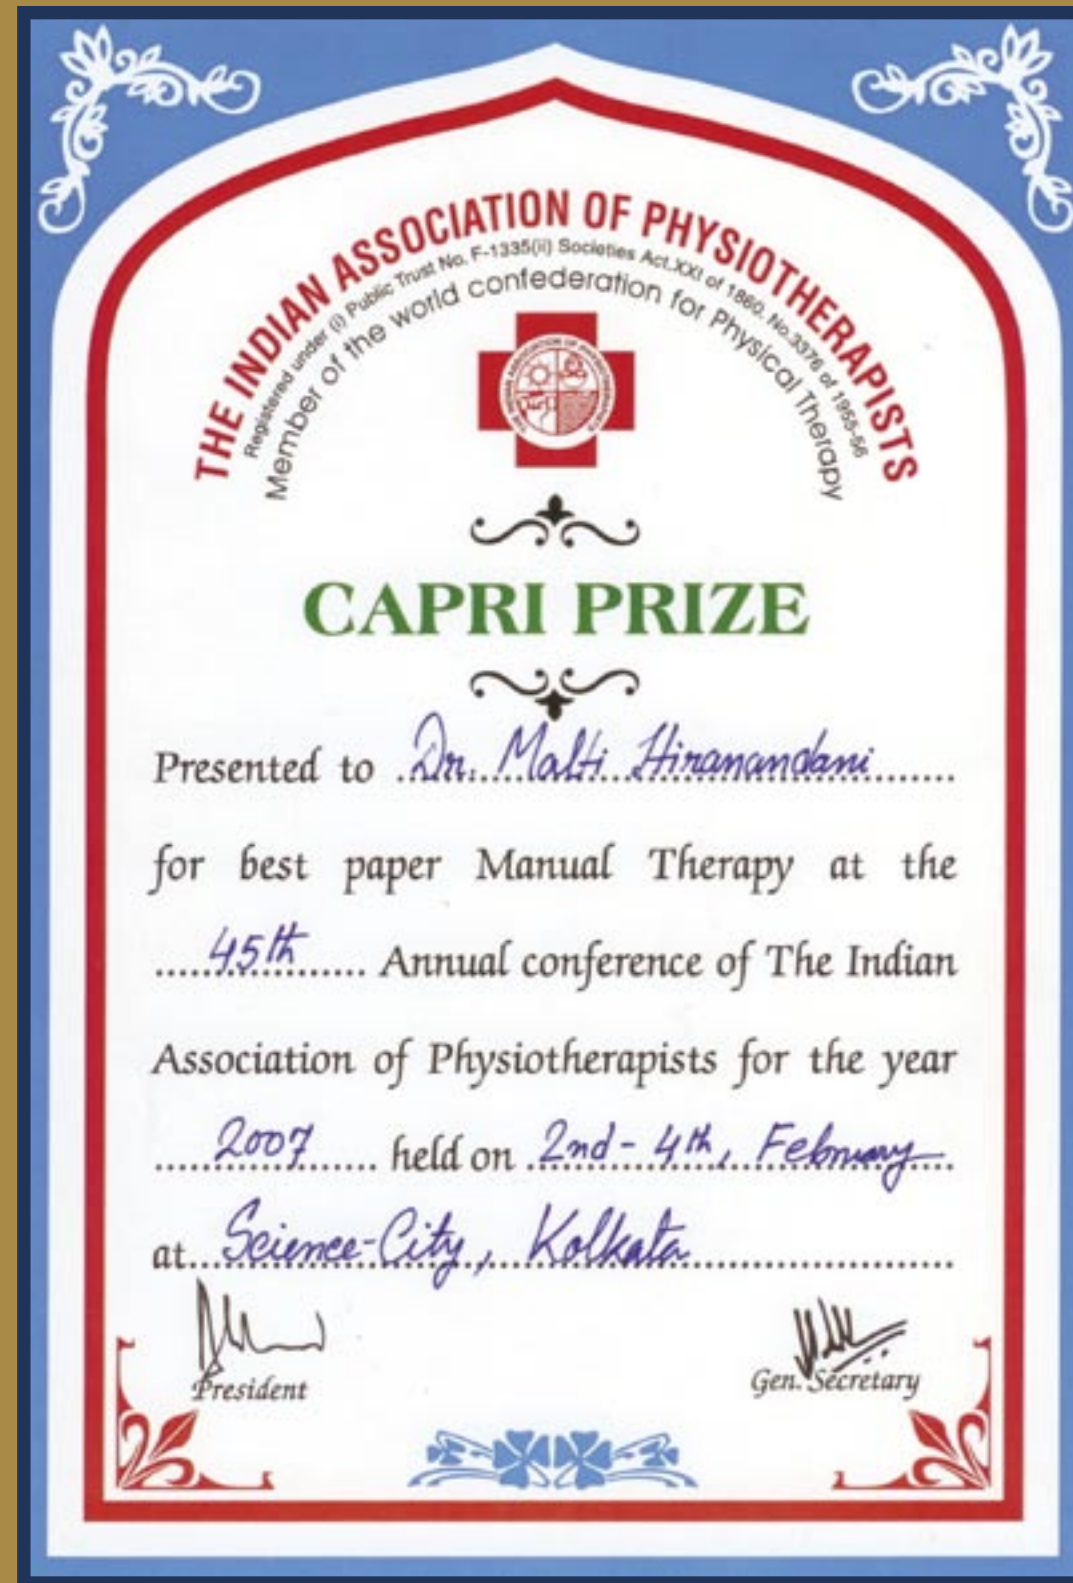 THE INDIAN ASSOCIATION OF PHYSIOTHERAPISTS
Registered under (i) Public Trust No. F-1335(ii) Societies Act.XXI of 1860. No.3376 of 1955-56
Member of the world confederation for Physical Therapy
CAPRI PRIZE
Presented to Dr. Malti Hiranandani
for best paper Manual Therapy at the
45th Annual conference of The Indian
Association of Physiotherapists for the year
2007 held on 2nd - 4th, February
at Science-City, Kolkata
President
Gen. Secretary